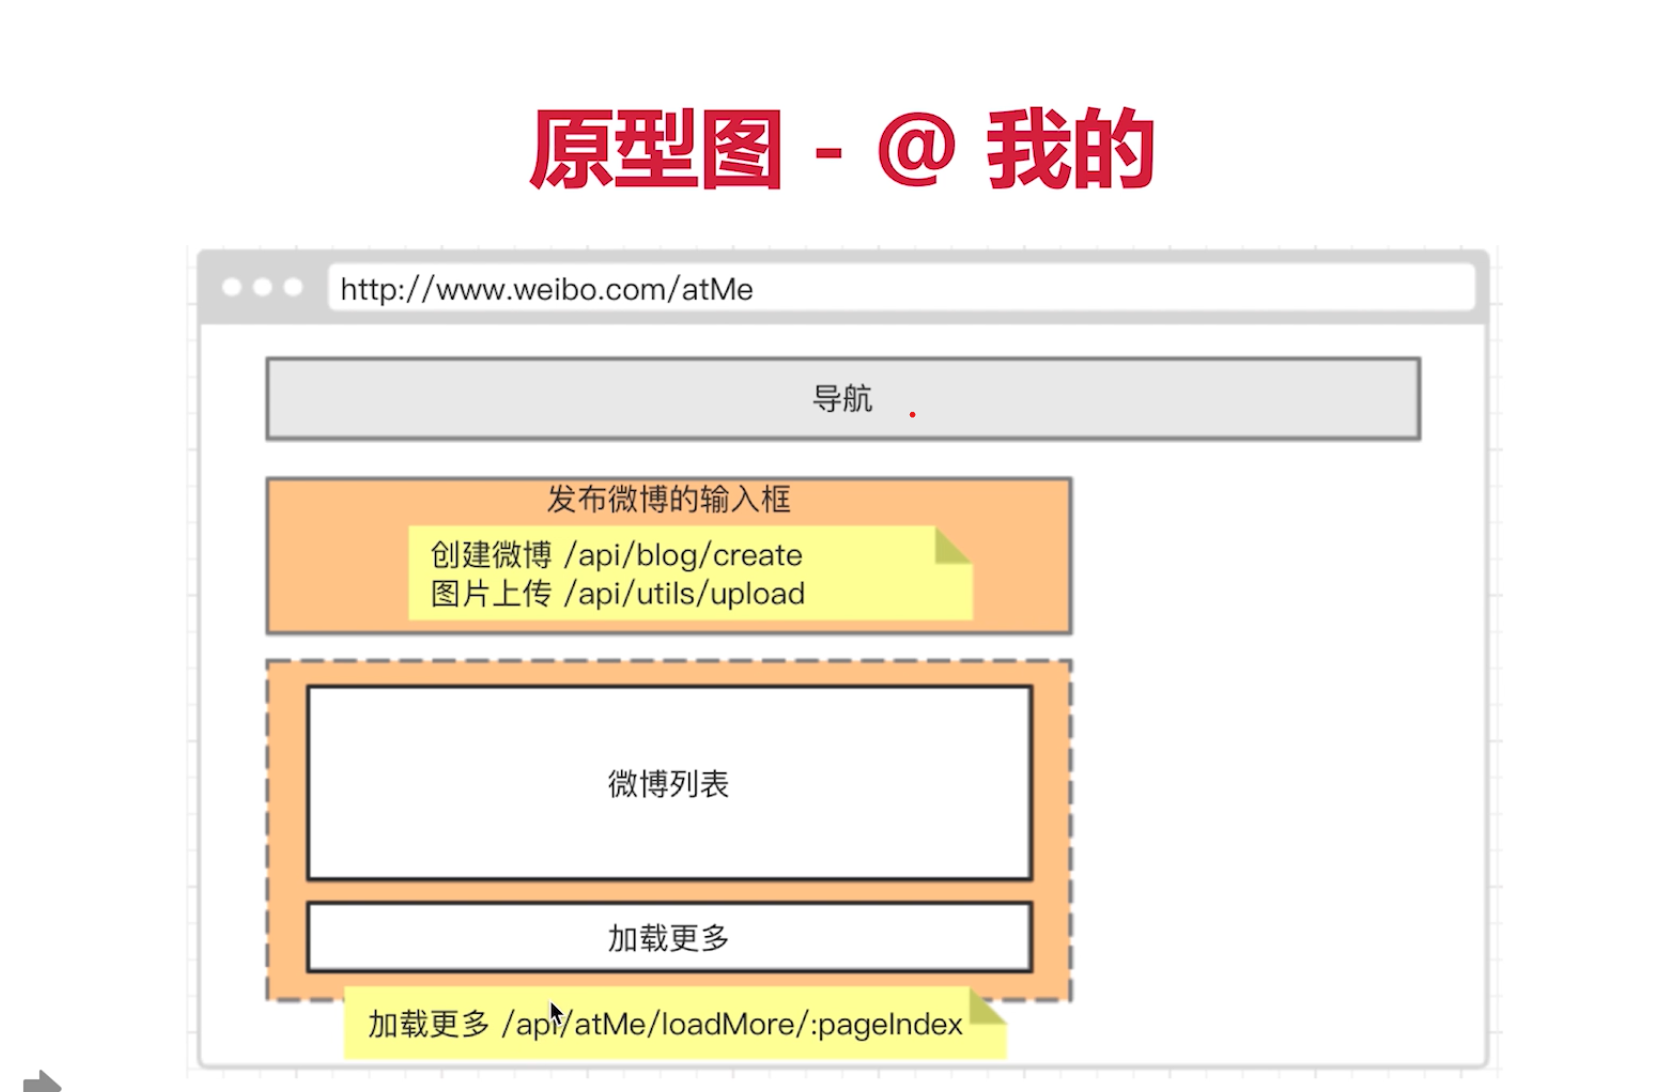 原型图 - @ 我的
http://www.weibo.com/atMe
导航
发布微博的输入框
创建微博 /api/blog/create
图片上传 /api/utils/upload
微博列表
加载更多
加载更多 /api/atMe/loadMore/:pageIndex